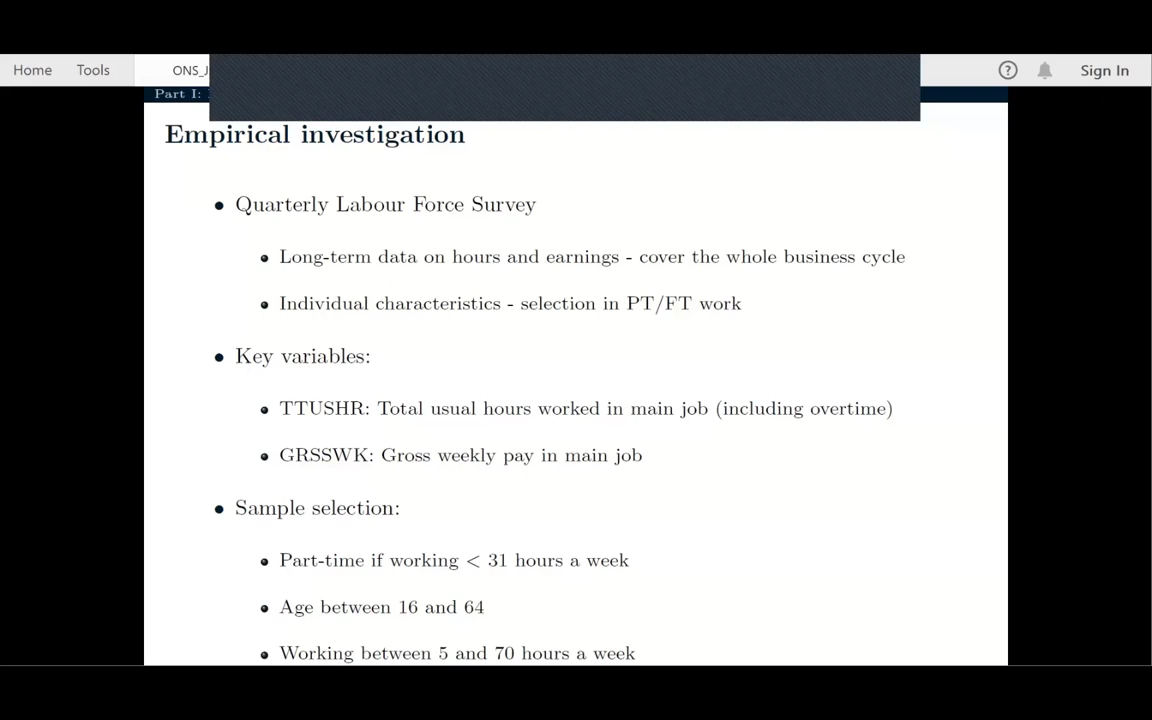 Home Tools ONS_J Sign In
Part I:
Empirical investigation
• Quarterly Labour Force Survey
• Long-term data on hours and earnings - cover the whole business cycle
• Individual characteristics - selection in PT/FT work
• Key variables:
• TTUSHR: Total usual hours worked in main job (including overtime)
• GRSSWK: Gross weekly pay in main job
• Sample selection:
• Part-time if working < 31 hours a week
• Age between 16 and 64
• Working between 5 and 70 hours a week